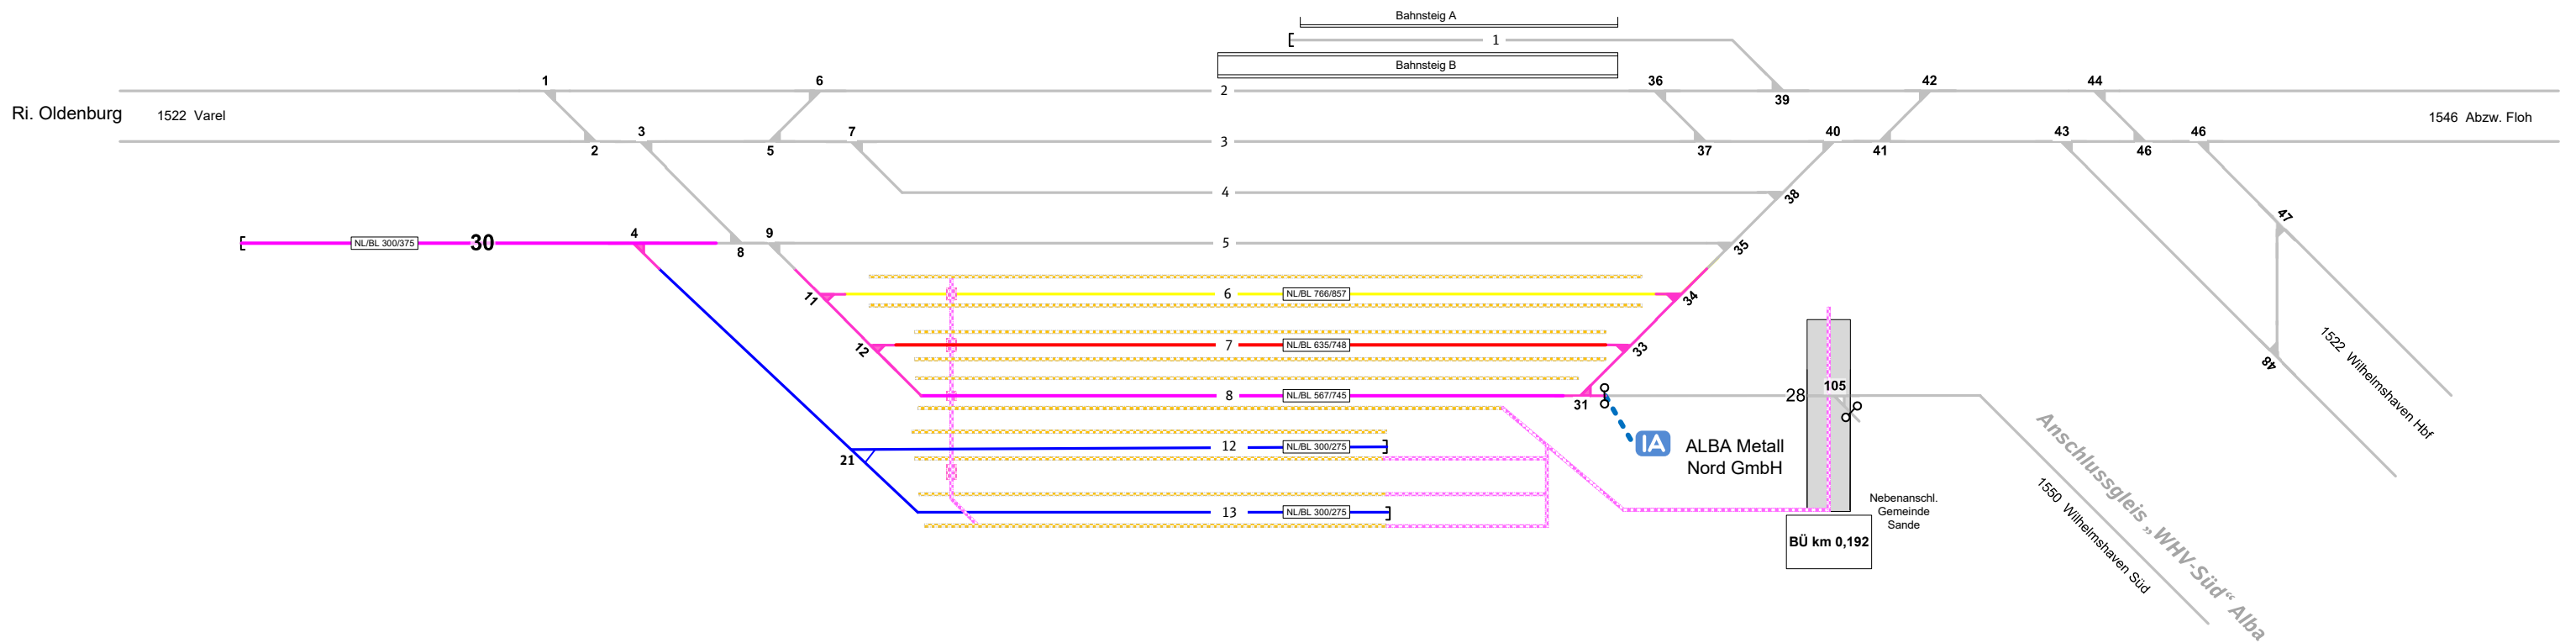 Bahnsteig A
1
Bahnsteig B
1
6
2
36
39
42
44
Ri. Oldenburg
1522 Varel
1546 Abzw. Floh
2
3
5
7
3
37
40
41
43
46
46
4
38
47
NL/BL 300/375
30
4
8
9
5
35
11
6
NL/BL 766/857
34
12
7
NL/BL 635/748
33
1522 Wilhelmshaven Hbf
48
8
NL/BL 567/745
31
28
105
21
12
NL/BL 300/275
IA
ALBA Metall
Nord GmbH
13
NL/BL 300/275
Nebenanschl.
Gemeinde
Sande
BÜ km 0,192
1550 Wilhelmshaven Süd
Anschlussgleis „WHV-Süd“ Alba